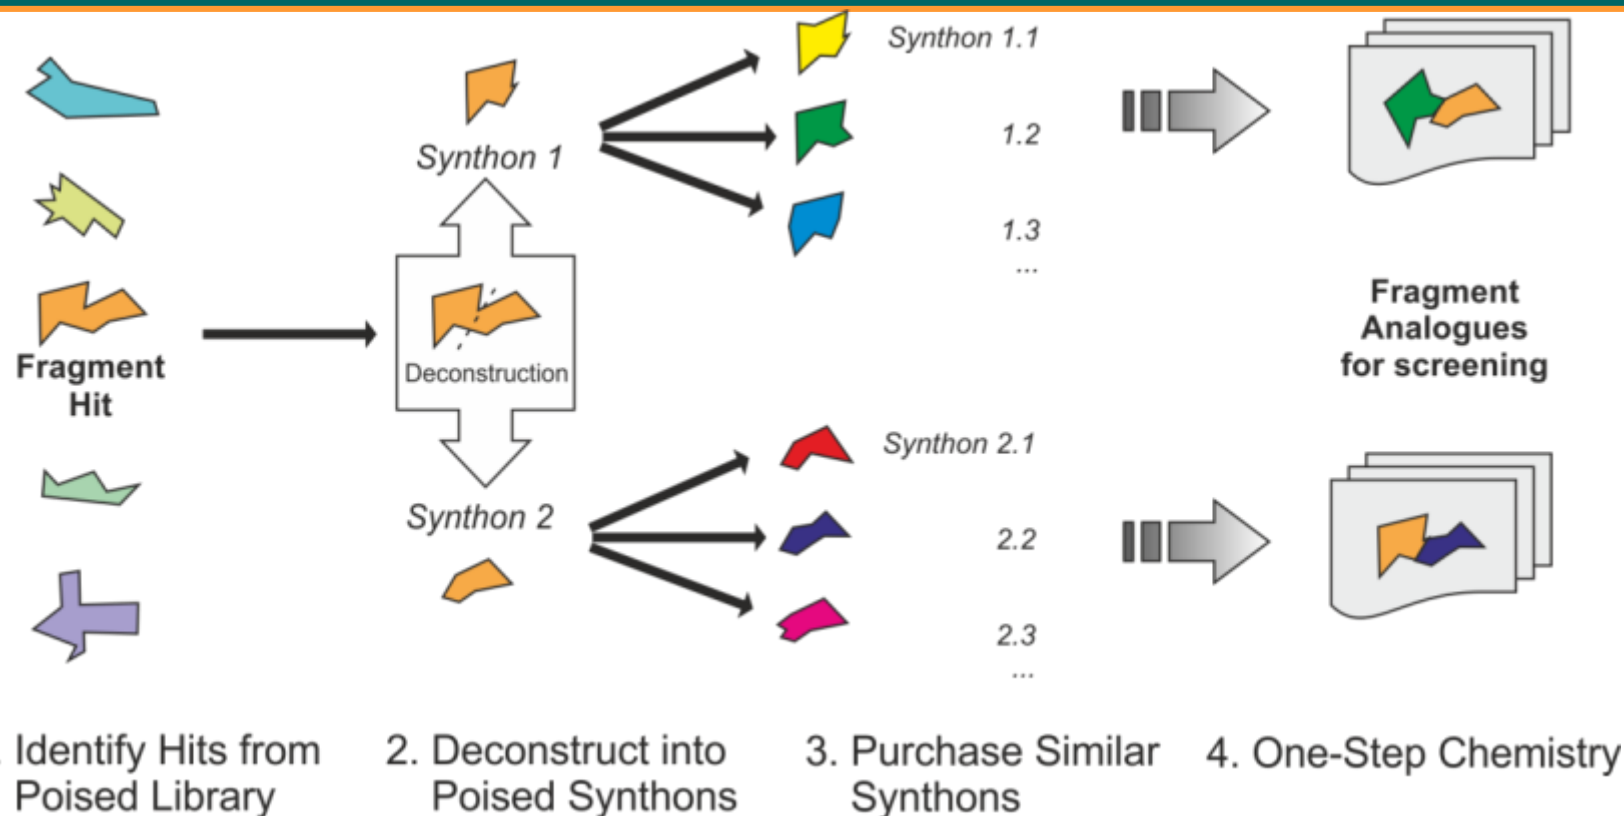 Synthon 1.1
1.2
1.3
...
Synthon 1
Deconstruction
Fragment
Hit
Fragment
Analogues
for screening
Synthon 2
Synthon 2.1
2.2
2.3
...
Identify Hits from
Poised Library
2. Deconstruct into
Poised Synthons
3. Purchase Similar
Synthons
4. One-Step Chemistry